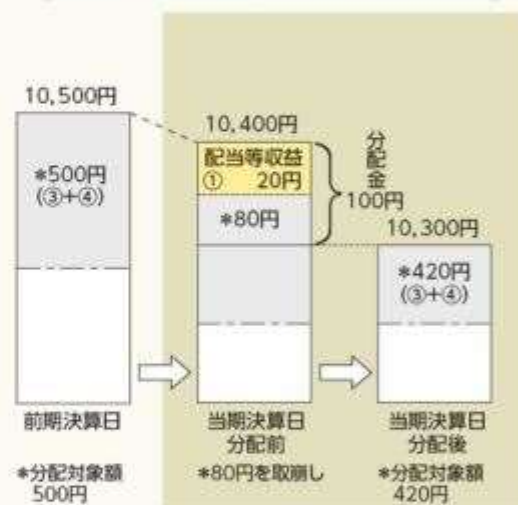 10,500円
*500円
(③+④)
前期決算日
*分配対象額
500円
10,400円
配当等収益
① 20円
*80円
分配金
100円
当期決算日
分配前
*80円を取崩し
10,300円
*420円
(③+④)
当期決算日
分配後
*分配対象額
420円